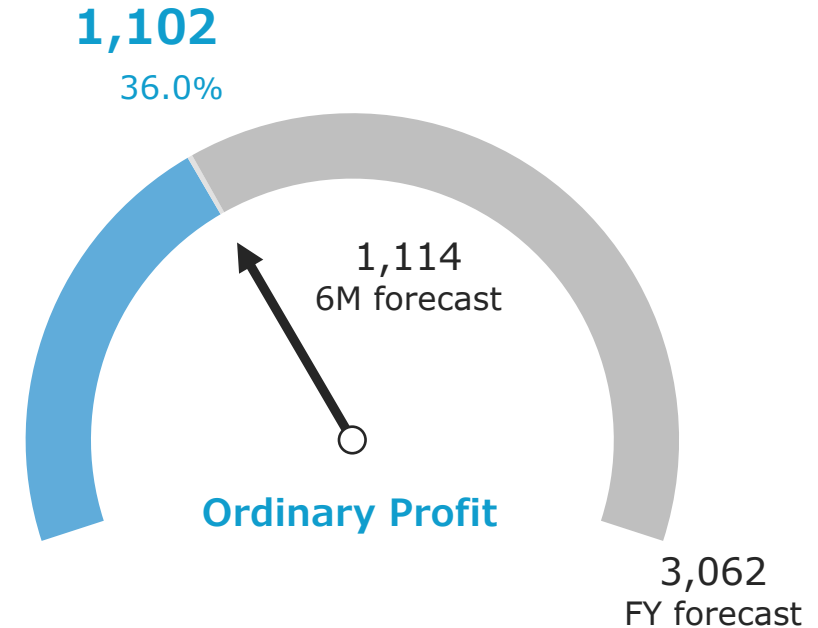 1,102
36.0%
1,114
6M forecast
Ordinary Profit
3,062
FY forecast